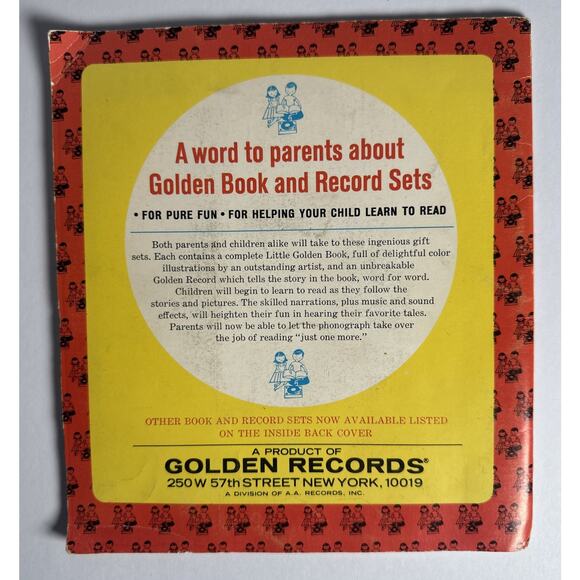 A word to parents about
Golden Book and Record Sets
• FOR PURE FUN • FOR HELPING YOUR CHILD LEARN TO READ
Both parents and children alike will take to these ingenious gift
sets. Each contains a complete Little Golden Book, full of delightful color
illustrations by an outstanding artist, and an unbreakable
Golden Record which tells the story in the book, word for word.
Children will begin to learn to read as they follow the
stories and pictures. The skilled narrations, plus music and sound
effects, will heighten their fun in hearing their favorite tales.
Parents will now be able to let the phonograph take over
the job of reading "just one more."
OTHER BOOK AND RECORD SETS NOW AVAILABLE LISTED
ON THE INSIDE BACK COVER
A PRODUCT OF
GOLDEN RECORDS®
250 W 57th STREET NEW YORK, 10019
A DIVISION OF A.A. RECORDS, INC.